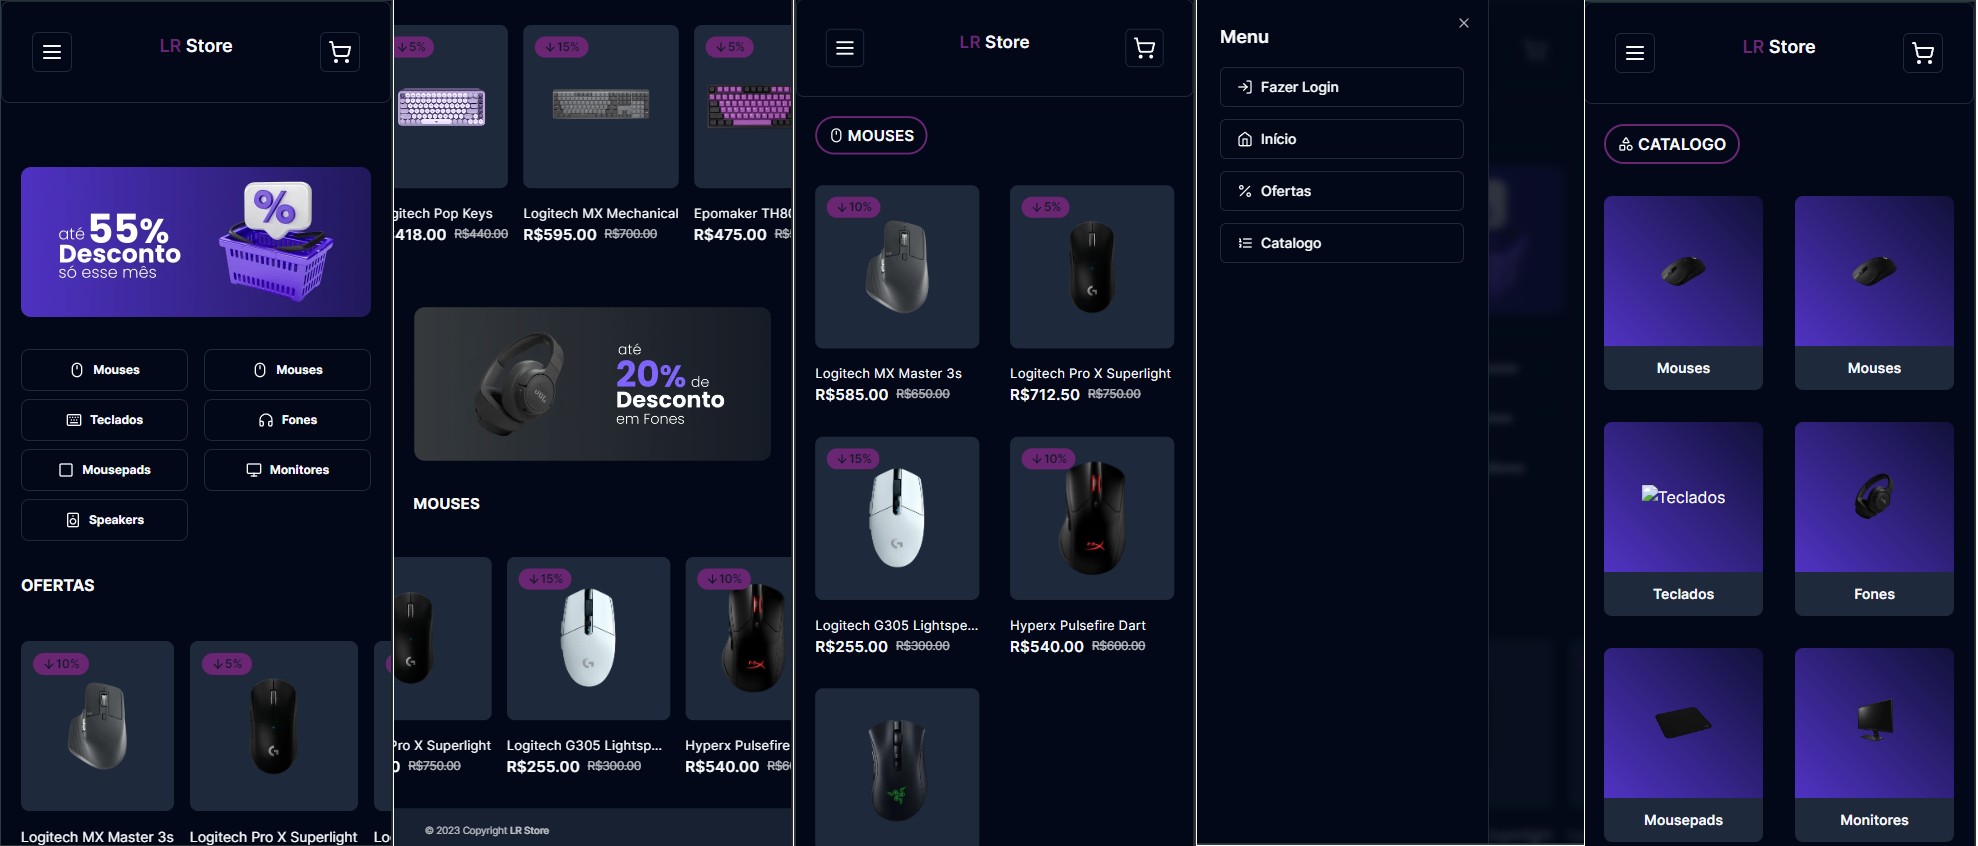 LR Store
até 55%
Desconto
só esse mês
Mouses
Mouses
Teclados
Fones
Mousepads
Monitores
Speakers
OFERTAS
10%
5%
Logitech MX Master 3s
Logitech Pro X Superlight
Lo
5%
15%
5%
gitech Pop Keys
Logitech MX Mechanical
Epomaker TH80
418.00 R$440.00
R$595.00 R$700.00
R$475.00 R$
até
20% de
Desconto
em Fones
MOUSES
15%
10%
Pro X Superlight
Logitech G305 Lightsp...
Hyperx Pulsefire
0 R$750.00
R$255.00 R$300.00
R$540.00 R$6
© 2023 Copyright LR Store
LR Store
MOUSES
10%
5%
Logitech MX Master 3s
Logitech Pro X Superlight
R$585.00 R$650.00
R$712.50 R$750.00
15%
10%
Logitech G305 Lightspe...
Hyperx Pulsefire Dart
R$255.00 R$300.00
R$540.00 R$600.00
Menu
Fazer Login
Início
Ofertas
Catalogo
LR Store
CATALOGO
Mouses
Mouses
Teclados
Teclados
Fones
Mousepads
Monitores